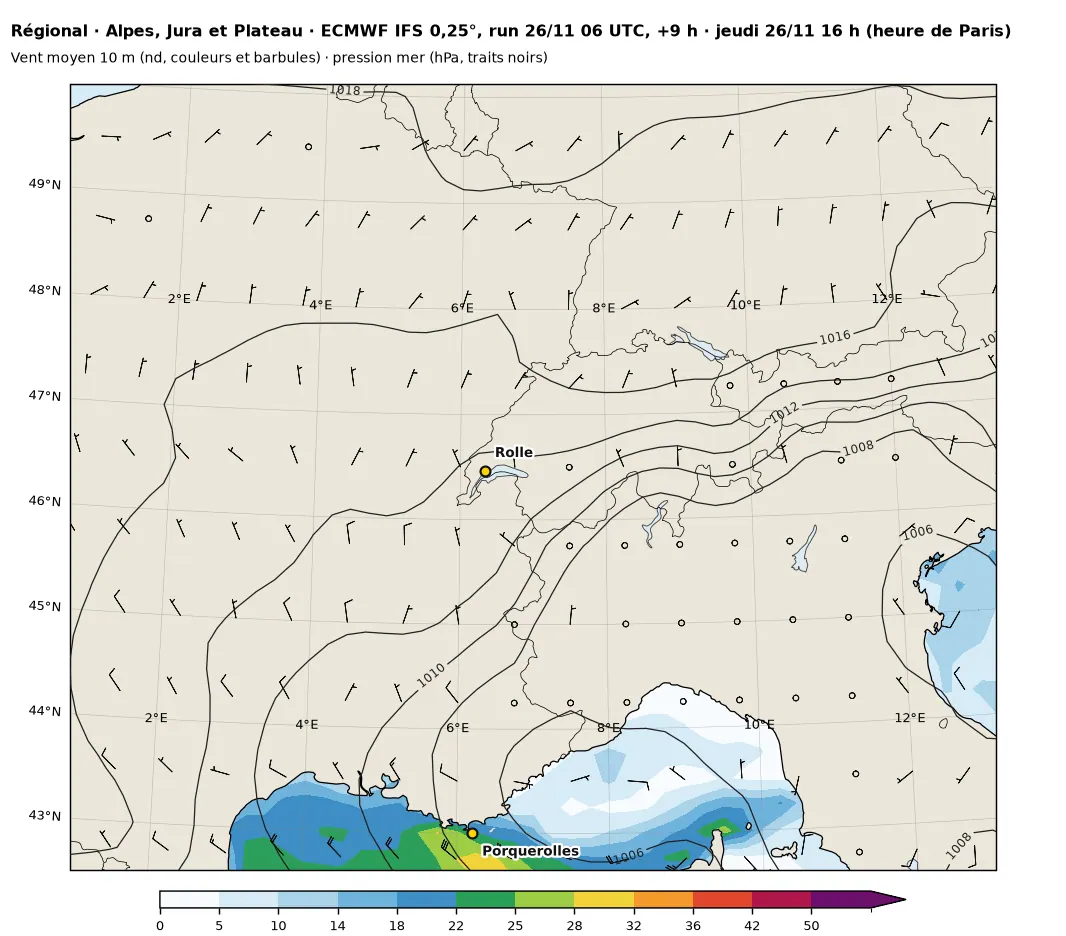 Régional · Alpes, Jura et Plateau · ECMWF IFS 0,25°, run 26/11 06 UTC, +9 h · jeudi 26/11 16 h (heure de Paris)
Vent moyen 10 m (nd, couleurs et barbules) · pression mer (hPa, traits noirs)
1018
49°N
48°N
2°E
4°E
6°E
8°E
10°E
12°E
1016
47°N
1012
1008
Rolle
46°N
1006
45°N
1010
44°N
2°E
4°E
6°E
8°E
10°E
12°E
43°N
1008
Porquerolles
1006
0 5 10 14 18 22 25 28 32 36 42 50